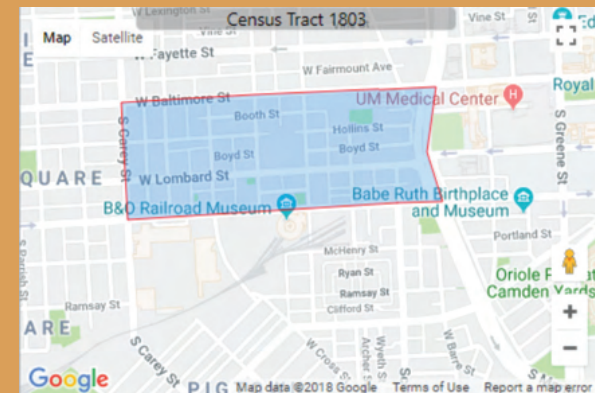 W Lexington St
Census Tract 1803
Vine St
Vine St
Map
Satellite
W Fayette St
W Fairmount Ave
Royal
W Baltimore St
UM Medical Center
H
Booth St
Hollins St
S Carey St
S Greene St
Boyd St
Boyd St
QUARE
W Lombard St
B&O Railroad Museum
Babe Ruth Birthplace
and Museum
Portland St
McHenry St
Ryan St
Ramsay St
Clifford St
Oriole P
Camden Yards
Ramsay St
ARE
S Carey St
W Cross St
Archer St
Wyeth St
W Barre St
+
−
Google
PIG
Map data ©2018 Google
Terms of Use
Report a map error